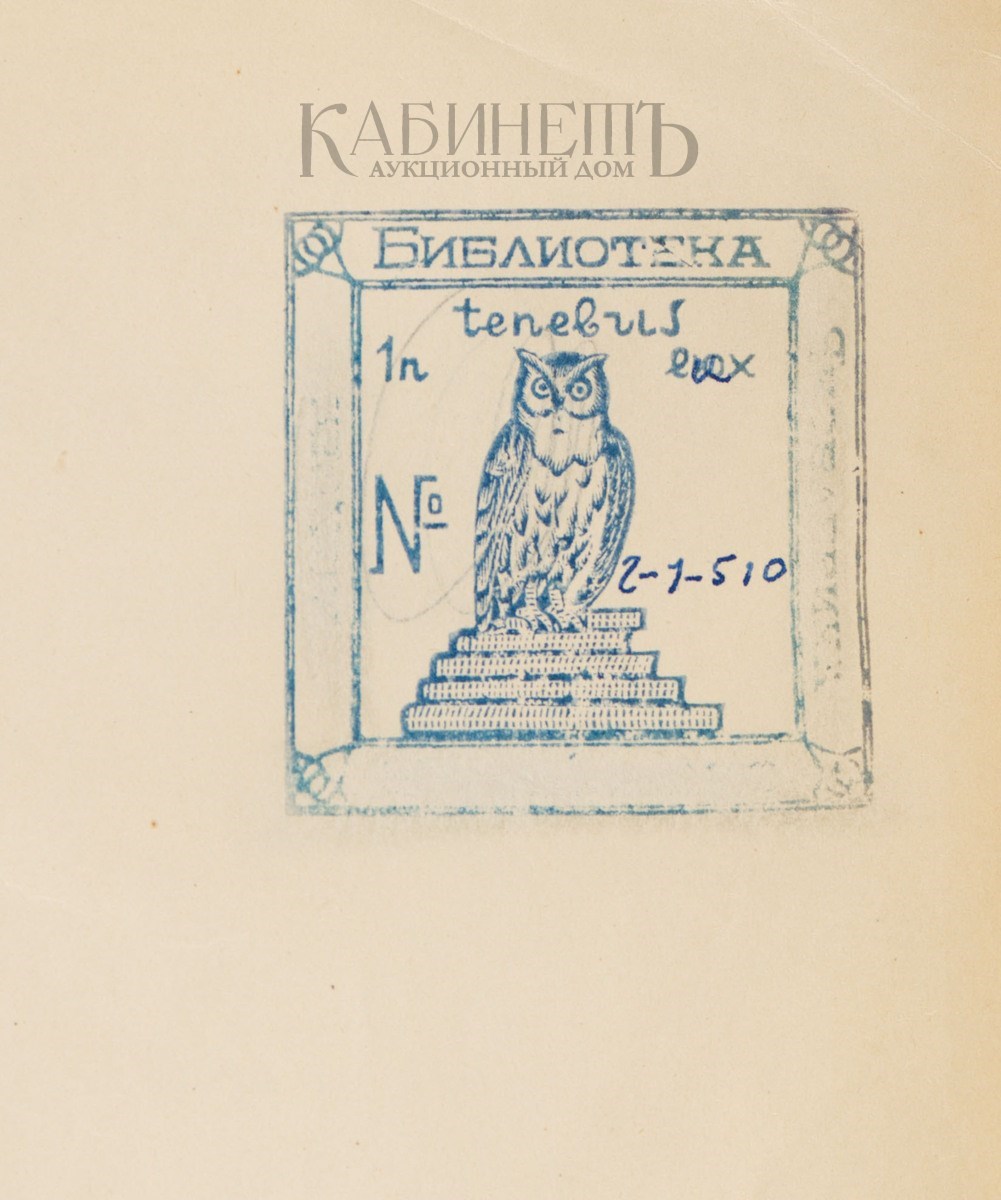 КАБИНЕТЪ
АУКЦИОННЫЙ ДОМ
БИБЛИОТЕКА
tenebris
In lux
№
2-1-510